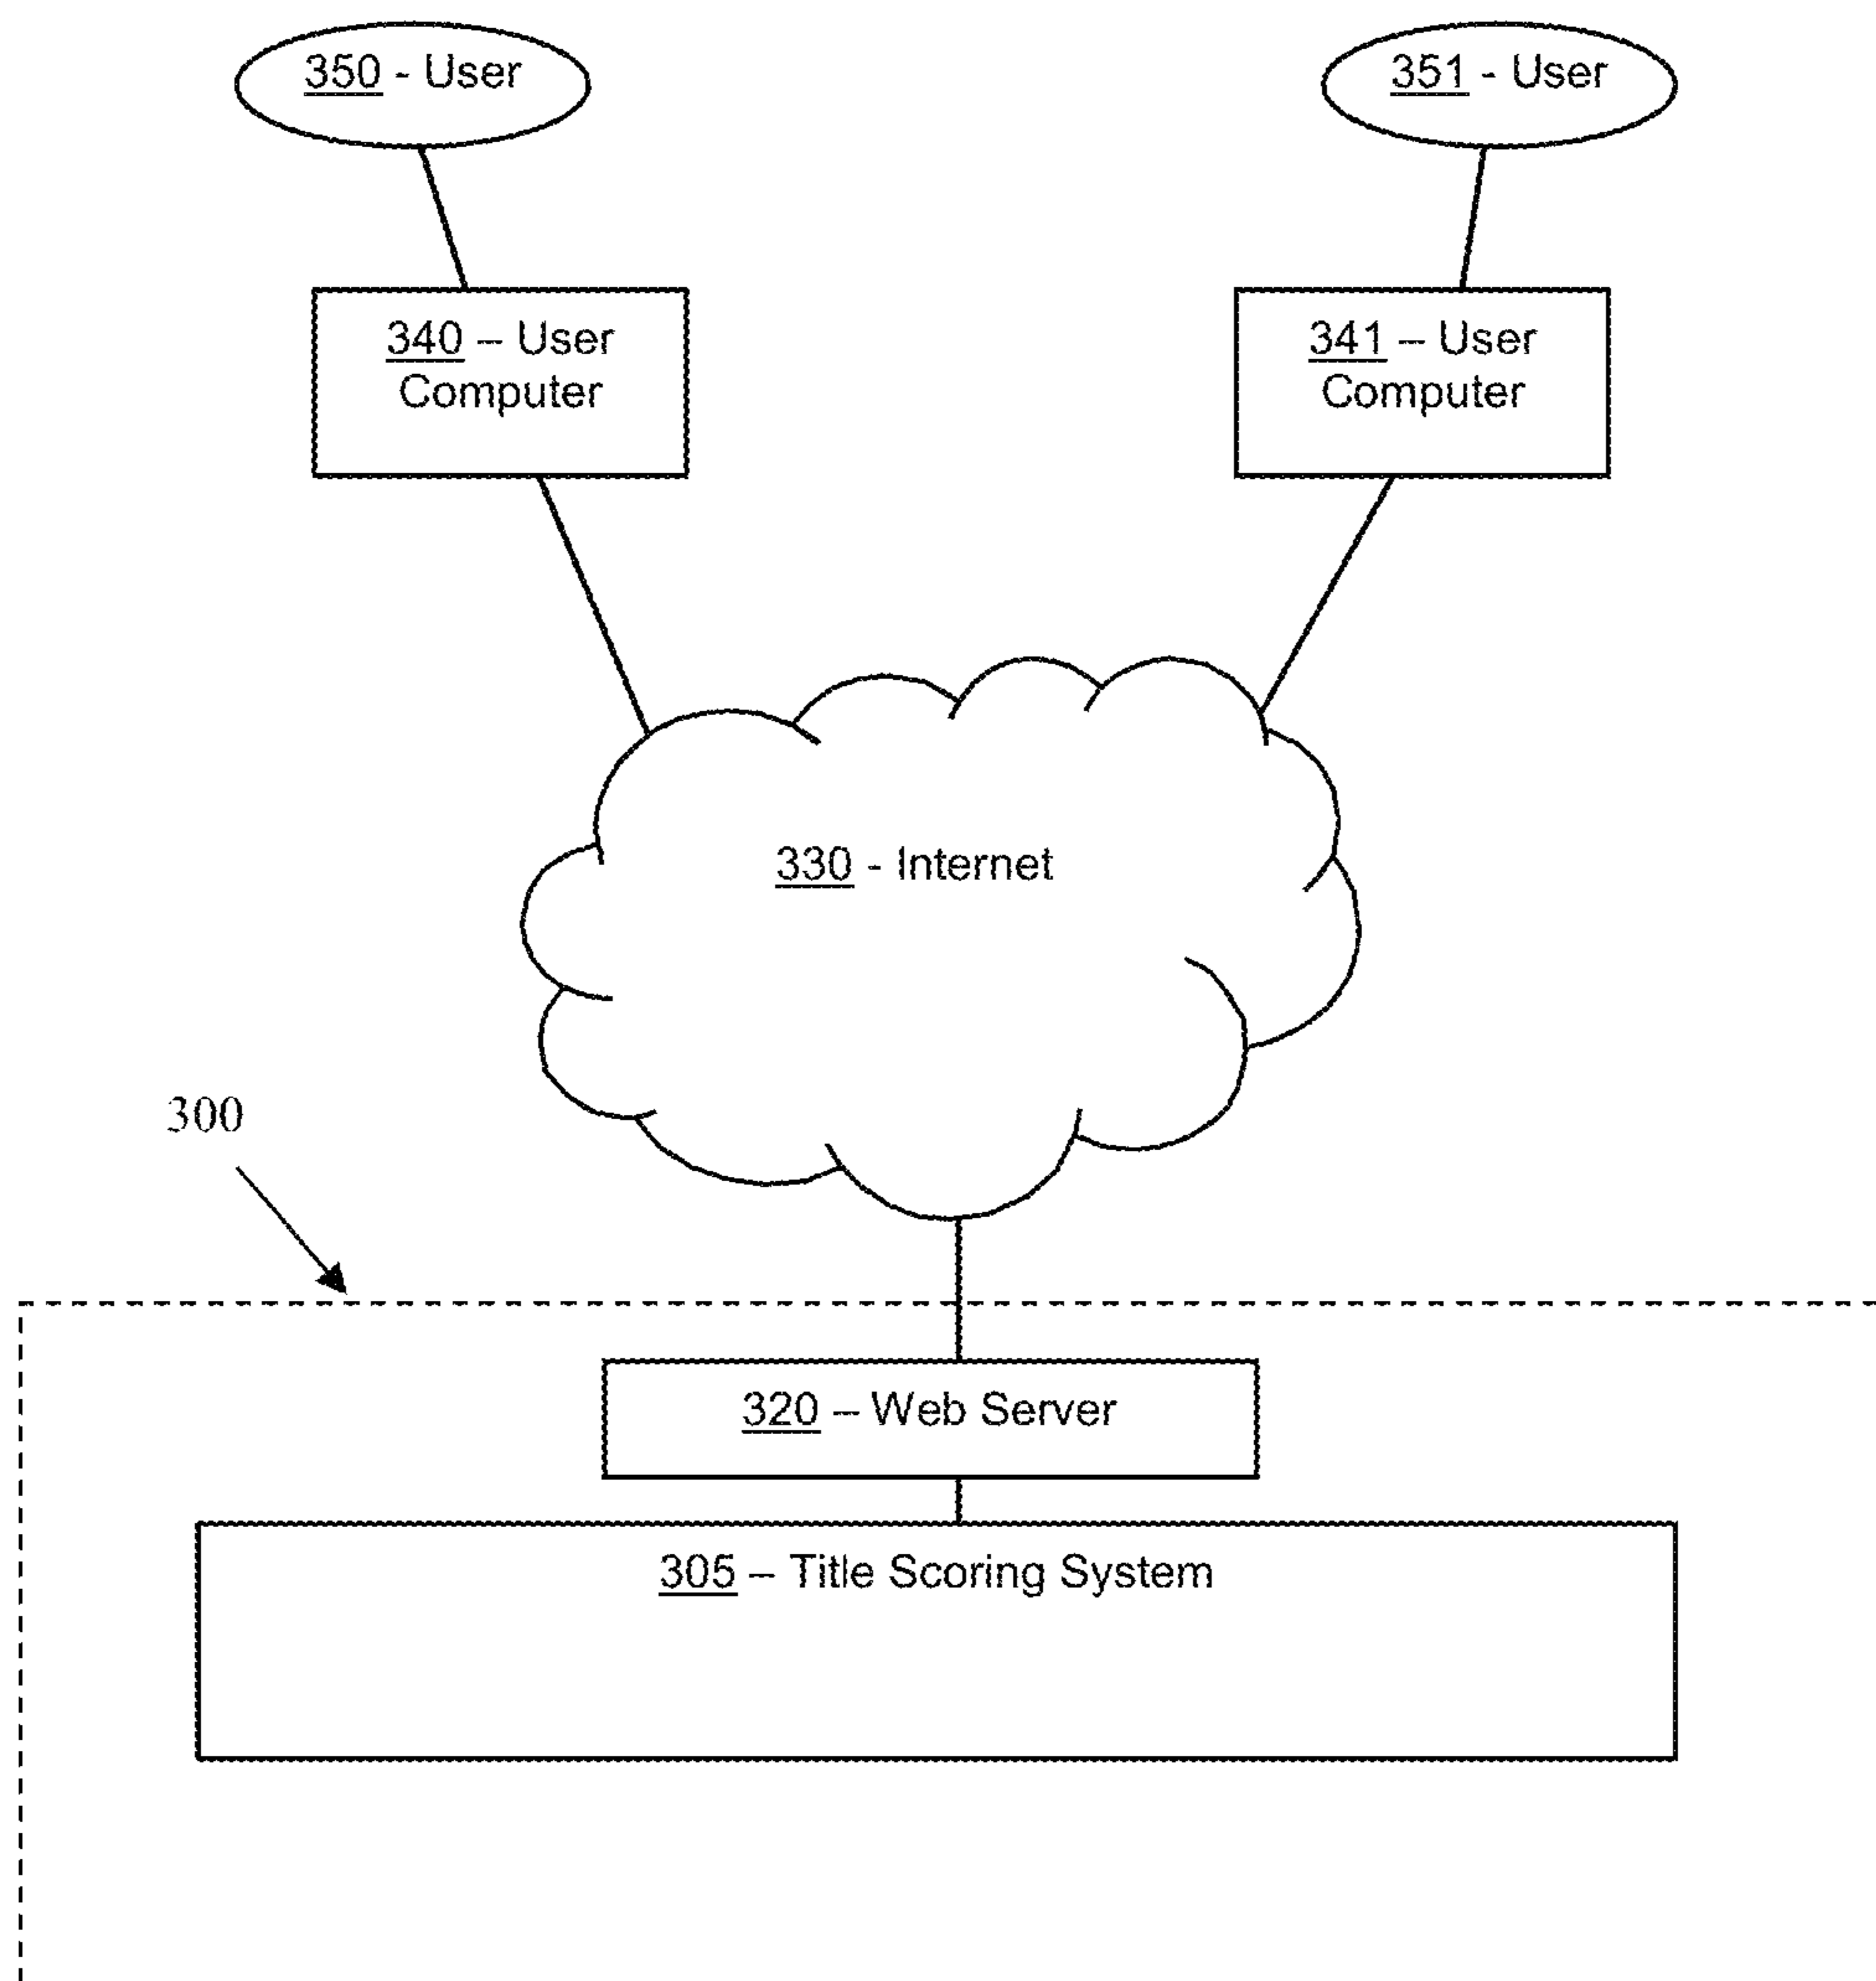 350 - User
351 - User
340 – User
Computer
341 – User
Computer
330 - Internet
300
320 – Web Server
305 – Title Scoring System